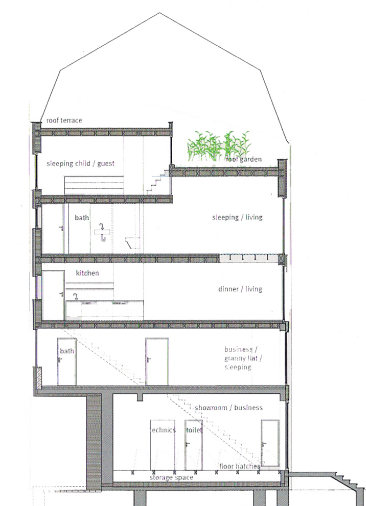 roof terrace
roof garden
sleeping child / guest
bath
sleeping / living
kitchen
dinner / living
bath
business /
granny flat /
sleeping
showroom / business
echnics
toilet
floor hatches
storage space